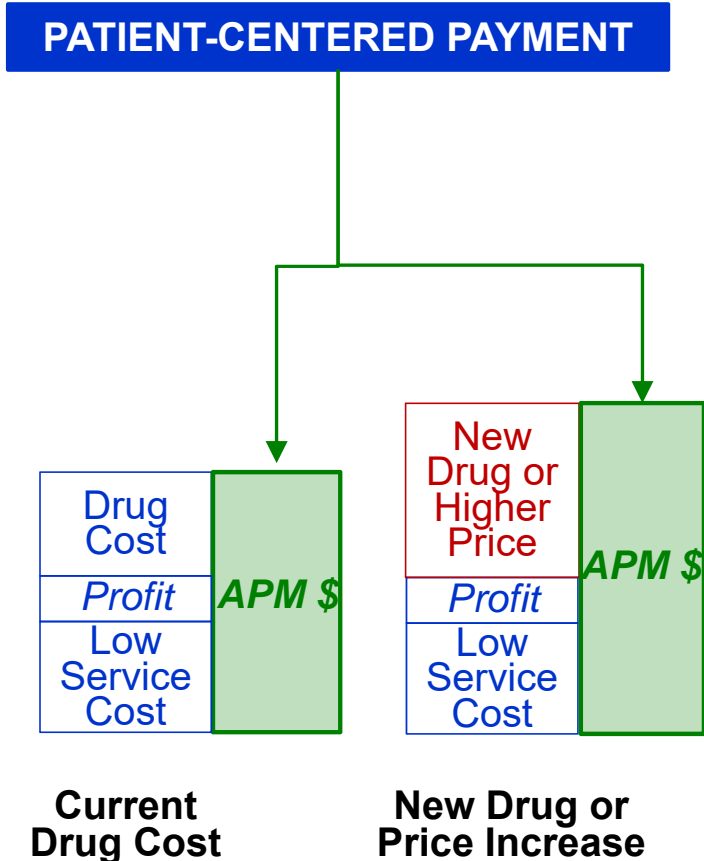 PATIENT-CENTERED PAYMENT
Drug
Cost
Profit
Low
Service
Cost
APM $
New
Drug or
Higher
Price
Profit
Low
Service
Cost
APM $
Current
Drug Cost
New Drug or
Price Increase